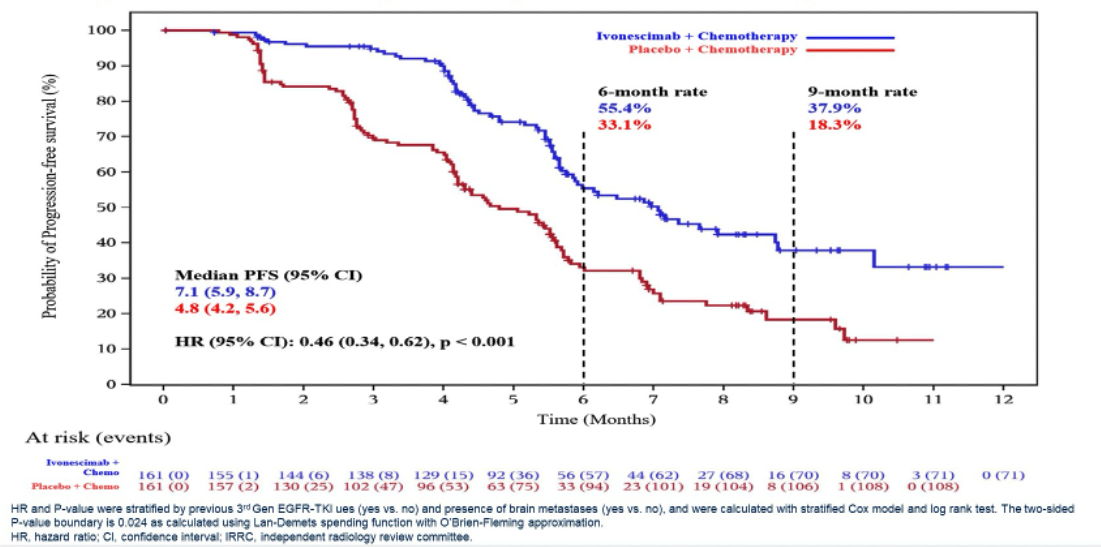 Ivonescimab + Chemotherapy
Placebo + Chemotherapy
6-month rate
55.4%
33.1%
9-month rate
37.9%
18.3%
Probability of Progression-free survival (%)
100
90
80
70
60
50
40
30
20
10
0
Median PFS (95% CI)
7.1 (5.9, 8.7)
4.8 (4.2, 5.6)
HR (95% CI): 0.46 (0.34, 0.62), p < 0.001
0 1 2 3 4 5 6 7 8 9 10 11 12
Time (Months)
At risk (events)
Ivonescimab +
Chemo
161 (0) 155 (1) 144 (6) 138 (8) 129 (15) 92 (36) 56 (57) 44 (62) 27 (68) 16 (70) 8 (70) 3 (71) 0 (71)
Placebo + Chemo 161 (0) 157 (2) 130 (25) 102 (47) 96 (53) 63 (75) 33 (94) 23 (101) 19 (104) 8 (106) 1 (108) 0 (108)
HR and P-value were stratified by previous 3rd Gen EGFR-TKI ues (yes vs. no) and presence of brain metastases (yes vs. no), and were calculated with stratified Cox model and log rank test. The two-sided
P-value boundary is 0.024 as calculated using Lan-Demets spending function with O'Brien-Fleming approximation.
HR, hazard ratio; CI, confidence interval; IRRC, independent radiology review committee.